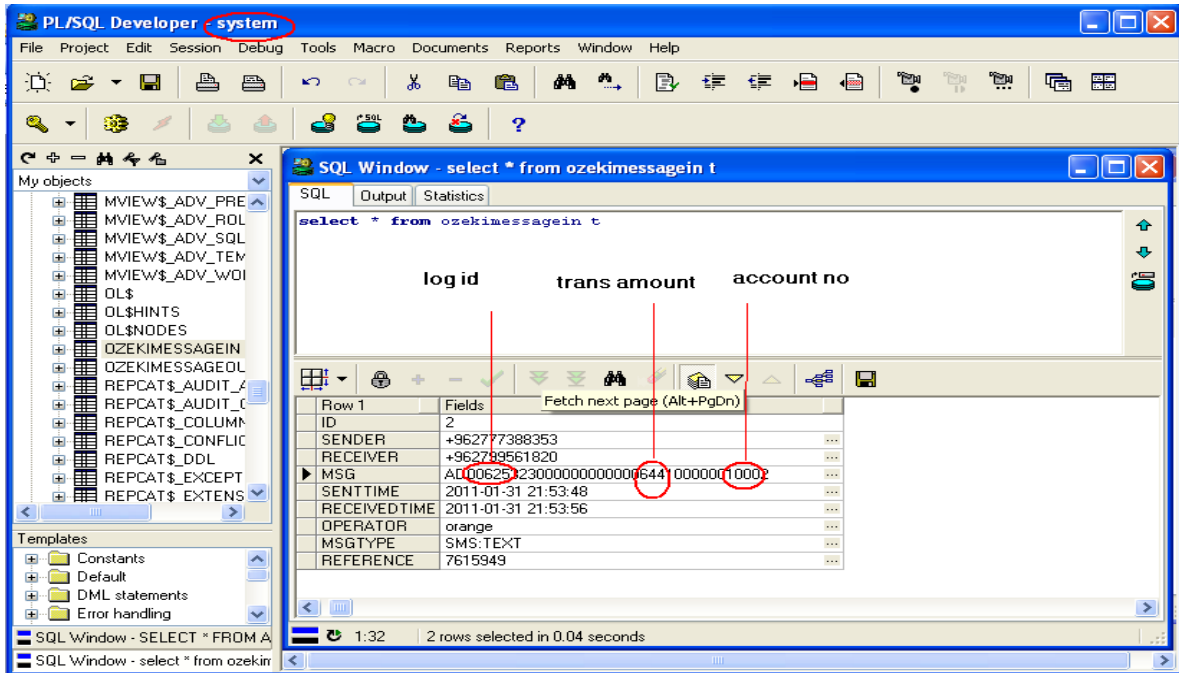 PL/SQL Developer - system
File Project Edit Session Debug Tools Macro Documents Reports Window Help
My objects
MVIEW$_ADV_PRE
MVIEW$_ADV_ROL
MVIEW$_ADV_SQL
MVIEW$_ADV_TEM
MVIEW$_ADV_WOI
OL$
OL$HINTS
OL$NODES
OZEKIMESSAGEIN
OZEKIMESSAGEOU
REPCAT$_AUDIT_A
REPCAT$_AUDIT_C
REPCAT$_COLUMN
REPCAT$_CONFLIC
REPCAT$_DDL
REPCAT$_EXCEPT
REPCAT$_EXTENS
Templates
Constants
Default
DML statements
Error handling
SQL Window - SELECT * FROM A
SQL Window - select * from ozekim
SQL Window - select * from ozekimessagein t
SQL Output Statistics
select * from ozekimessagein t
log id trans amount account no
Fetch next page (Alt+PgDn)
Row 1 Fields
ID 2
SENDER +962777388353 ...
RECEIVER +962799561820 ...
MSG ...
SENTTIME 2011-01-31 21:53:48 ...
RECEIVEDTIME 2011-01-31 21:53:56 ...
OPERATOR orange ...
MSGTYPE SMS:TEXT ...
REFERENCE 7615949 ...
1:32 2 rows selected in 0.04 seconds